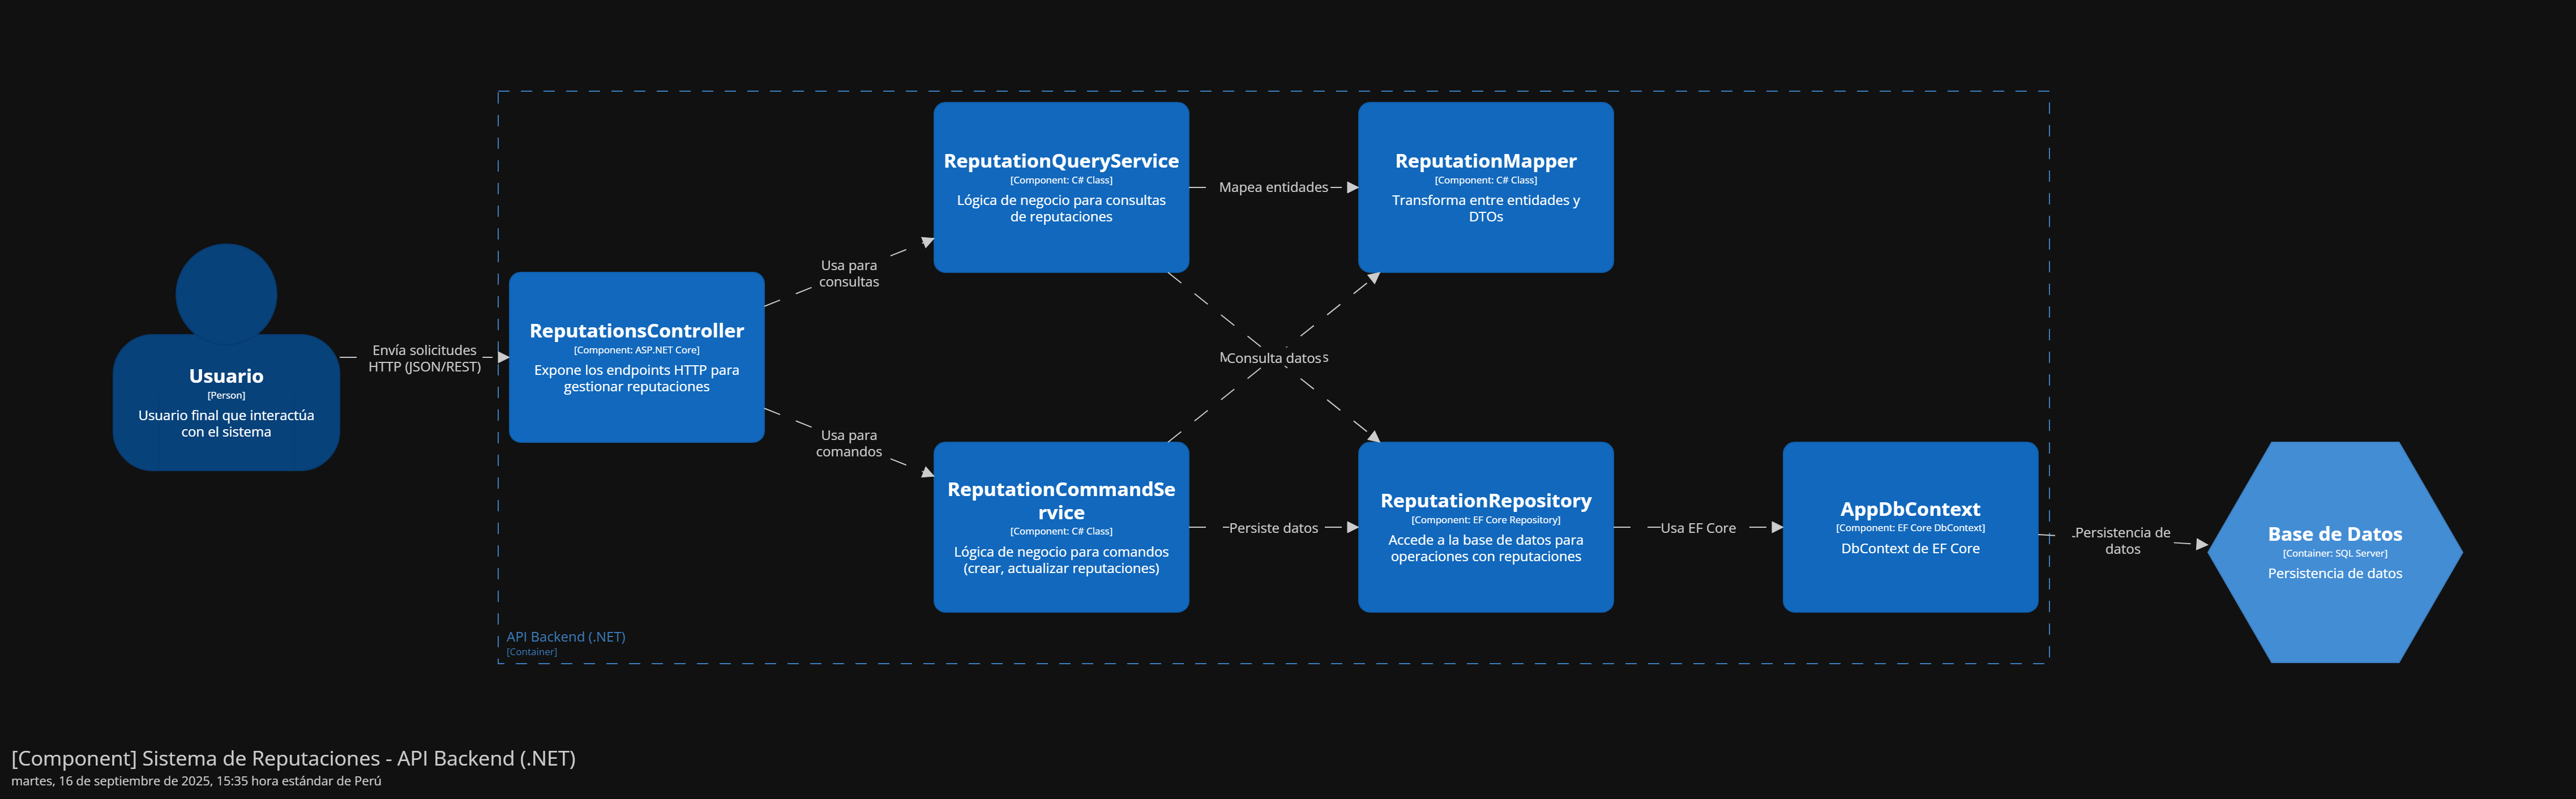 Usuario
[Person]
Usuario final que interactúa
con el sistema
Envía solicitudes
HTTP (JSON/REST)
ReputationsController
[Component: ASP.NET Core]
Expone los endpoints HTTP para
gestionar reputaciones
Usa para
consultas
Usa para
comandos
ReputationQueryService
[Component: C# Class]
Lógica de negocio para consultas
de reputaciones
Mapea entidades
ReputationMapper
[Component: C# Class]
Transforma entre entidades y
DTOs
Consulta datos
ReputationCommandSe
rvice
[Component: C# Class]
Lógica de negocio para comandos
(crear, actualizar reputaciones)
Persiste datos
ReputationRepository
[Component: EF Core Repository]
Accede a la base de datos para
operaciones con reputaciones
Usa EF Core
AppDbContext
[Component: EF Core DbContext]
DbContext de EF Core
Persistencia de
datos
Base de Datos
[Container: SQL Server]
Persistencia de datos
API Backend (.NET)
[Container]
[Component] Sistema de Reputaciones - API Backend (.NET)
martes, 16 de septiembre de 2025, 15:35 hora estándar de Perú